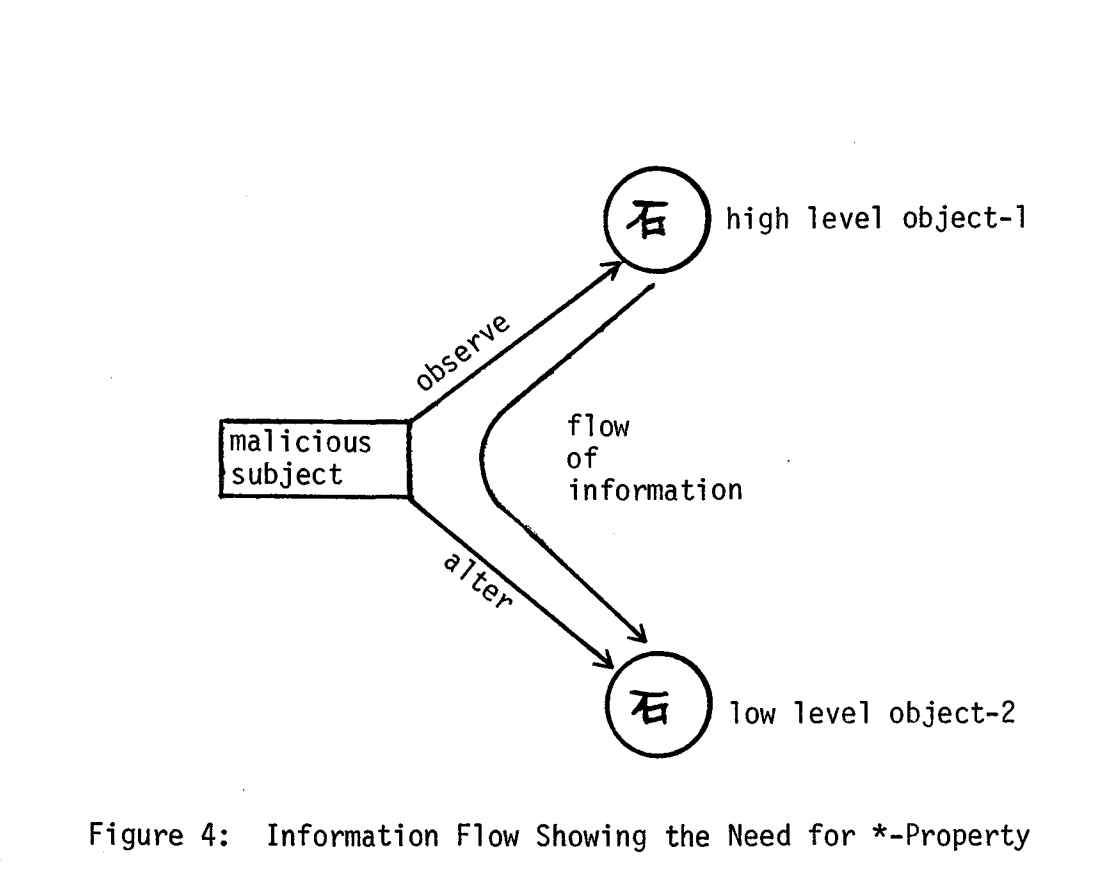 石 high level object-1
observe
malicious
subject
flow
of
information
alter
石 low level object-2
Figure 4: Information Flow Showing the Need for *-Property